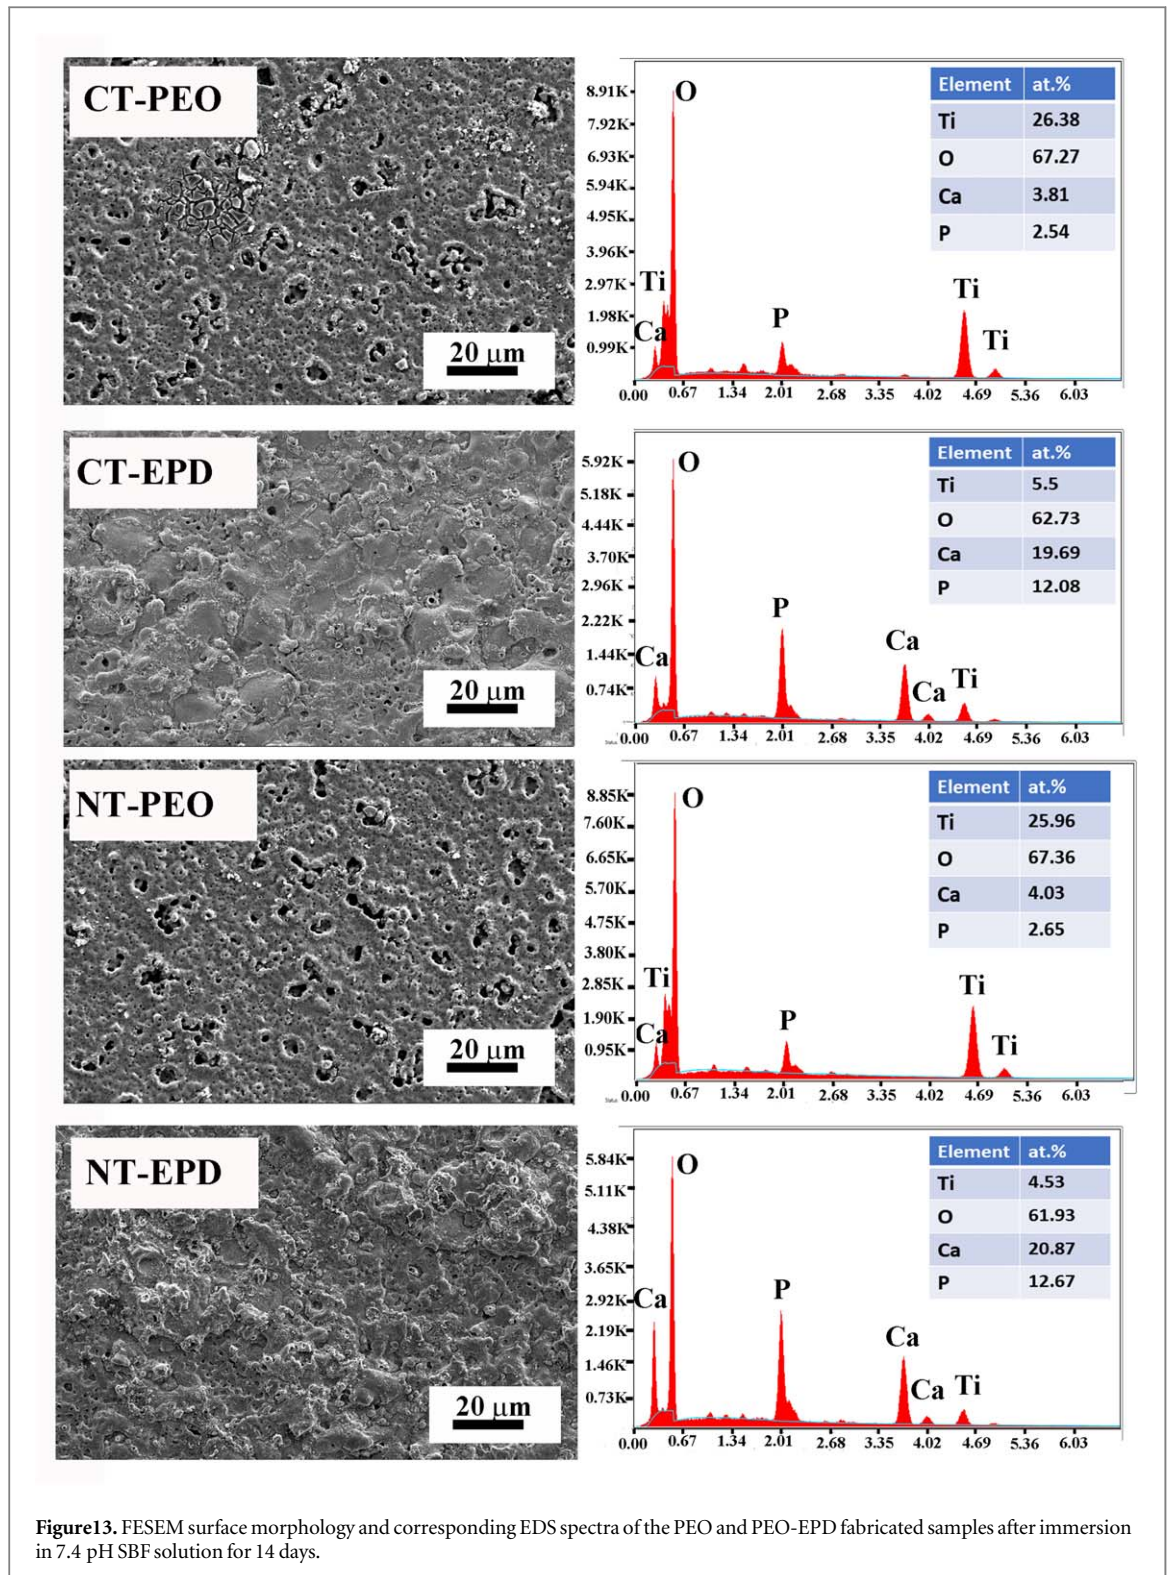 CT-PEO
20 μm
8.91K
7.92K
6.93K
5.94K
4.95K
3.96K
2.97K
1.98K
0.99K
O
Ti
Ca
P
Ti
Ti
0.00 0.67 1.34 2.01 2.68 3.35 4.02 4.69 5.36 6.03
Element at.%
Ti 26.38
O 67.27
Ca 3.81
P 2.54
CT-EPD
20 μm
5.92K
5.18K
4.44K
3.70K
2.96K
2.22K
1.44K
0.74K
O
Ca
P
Ca
Ca
Ti
0.00 0.67 1.34 2.01 2.68 3.35 4.02 4.69 5.36 6.03
Element at.%
Ti 5.5
O 62.73
Ca 19.69
P 12.08
NT-PEO
20 μm
8.85K
7.60K
6.65K
5.70K
4.75K
3.80K
2.85K
1.90K
0.95K
O
Ti
Ca
P
Ti
Ti
0.00 0.67 1.34 2.01 2.68 3.35 4.02 4.69 5.36 6.03
Element at.%
Ti 25.96
O 67.36
Ca 4.03
P 2.65
NT-EPD
20 μm
5.84K
5.11K
4.38K
3.65K
2.92K
2.19K
1.46K
0.73K
O
Ca
P
Ca
Ca
Ti
0.00 0.67 1.34 2.01 2.68 3.35 4.02 4.69 5.36 6.03
Element at.%
Ti 4.53
O 61.93
Ca 20.87
P 12.67
Figure13. FESEM surface morphology and corresponding EDS spectra of the PEO and PEO-EPD fabricated samples after immersion
in 7.4 pH SBF solution for 14 days.